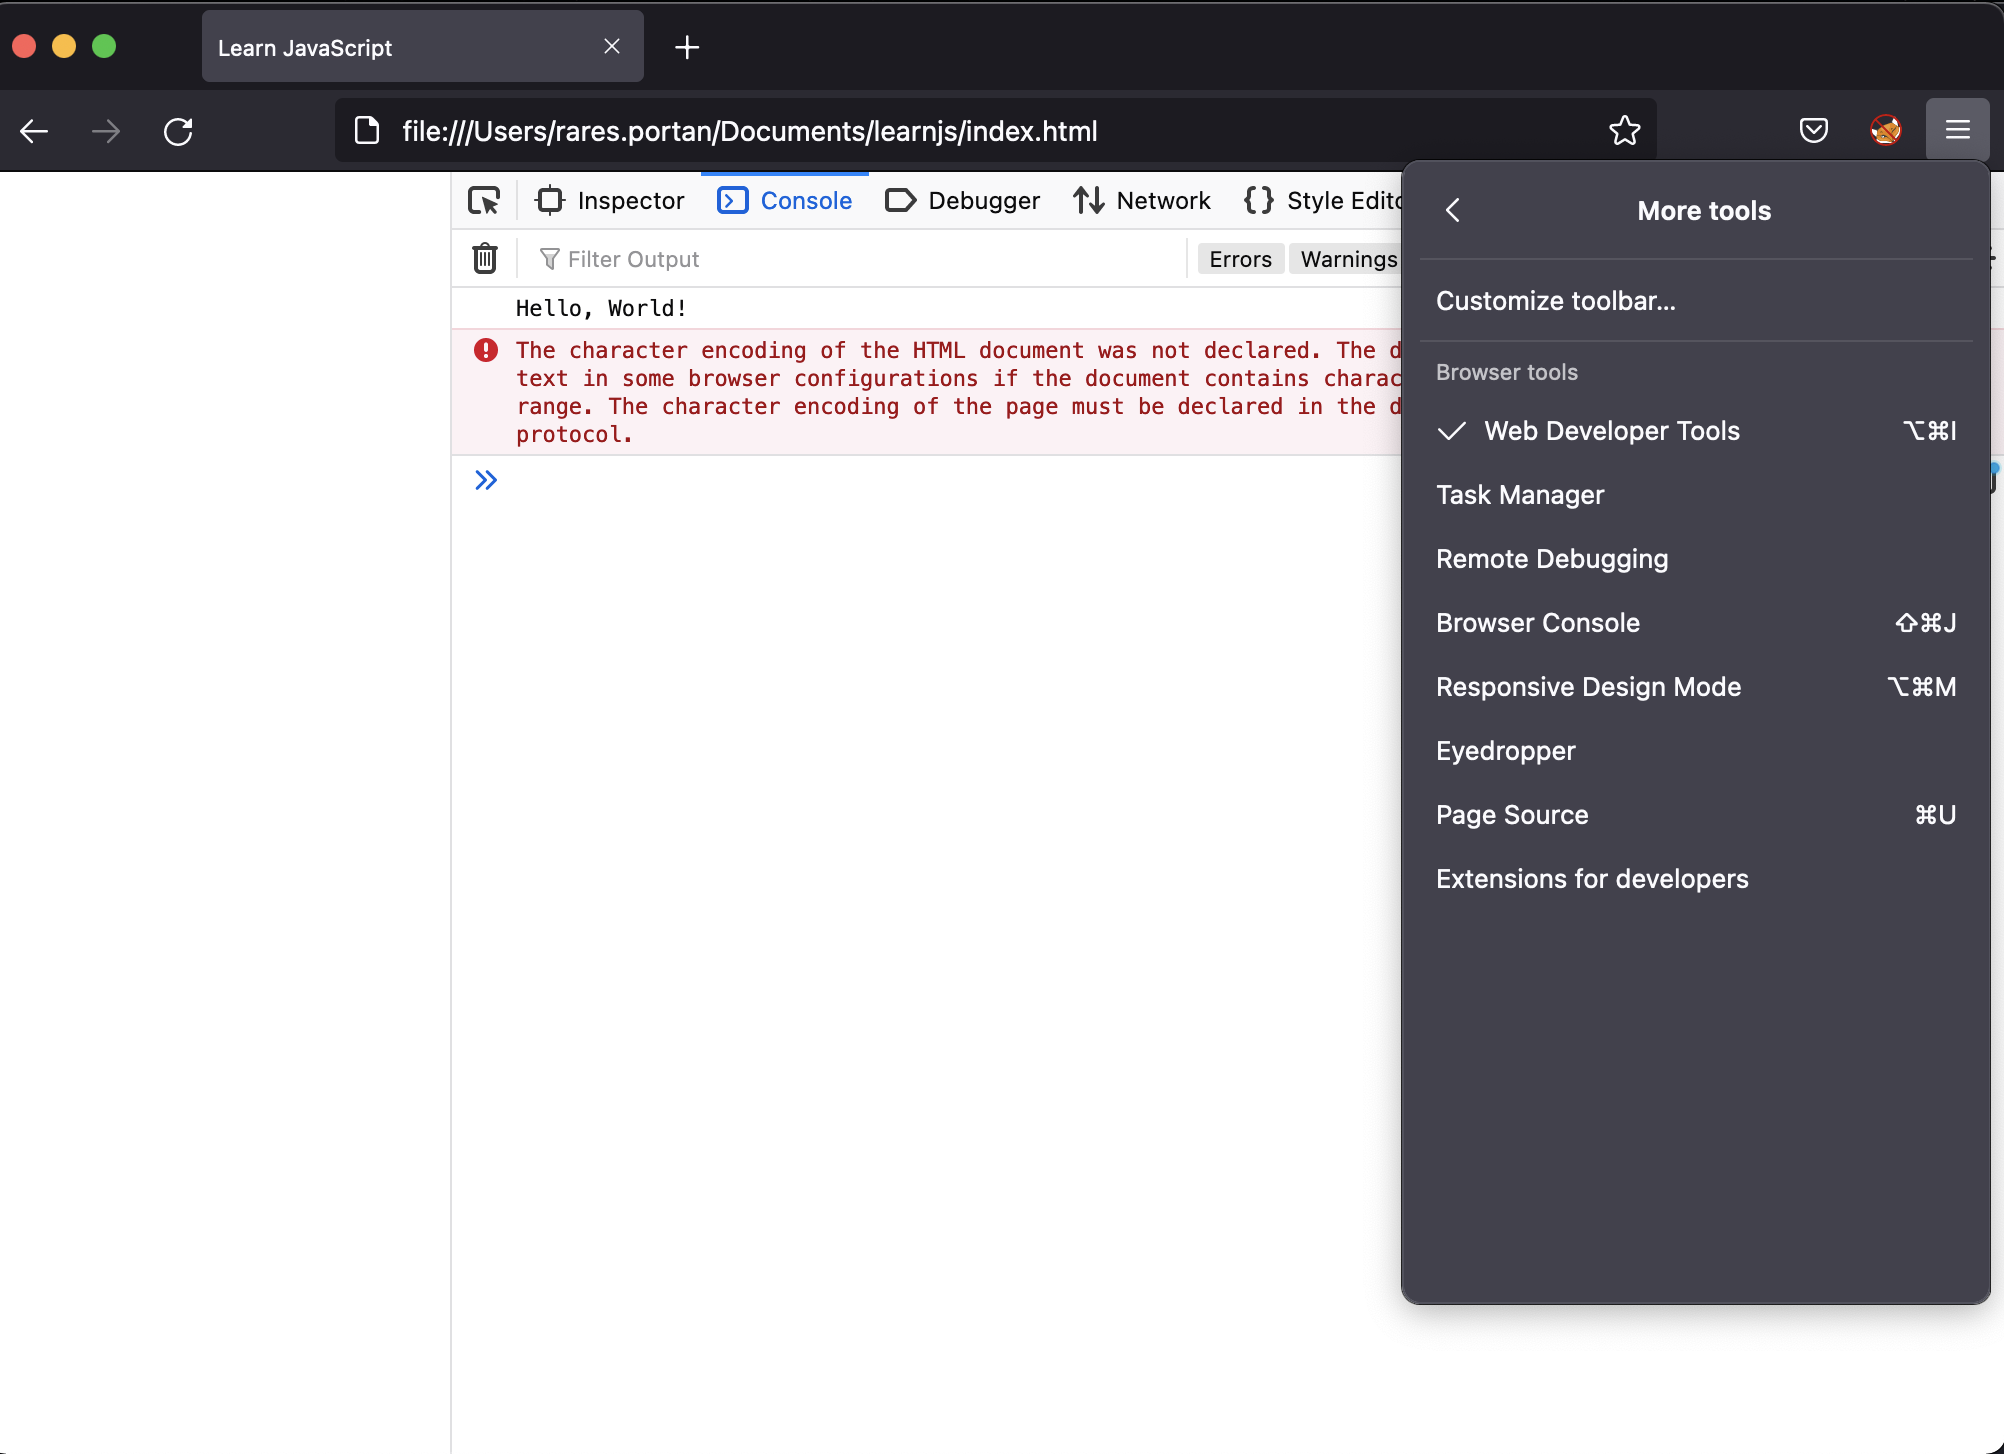 Learn JavaScript
file:///Users/rares.portan/Documents/learnjs/index.html
Inspector Console Debugger Network Style Edito
Filter Output Errors Warnings
Hello, World!
The character encoding of the HTML document was not declared. The d
text in some browser configurations if the document contains charac
range. The character encoding of the page must be declared in the d
protocol.
More tools
Customize toolbar...
Browser tools
Web Developer Tools ⌥⌘I
Task Manager
Remote Debugging
Browser Console ⇧⌘J
Responsive Design Mode ⌥⌘M
Eyedropper
Page Source ⌘U
Extensions for developers